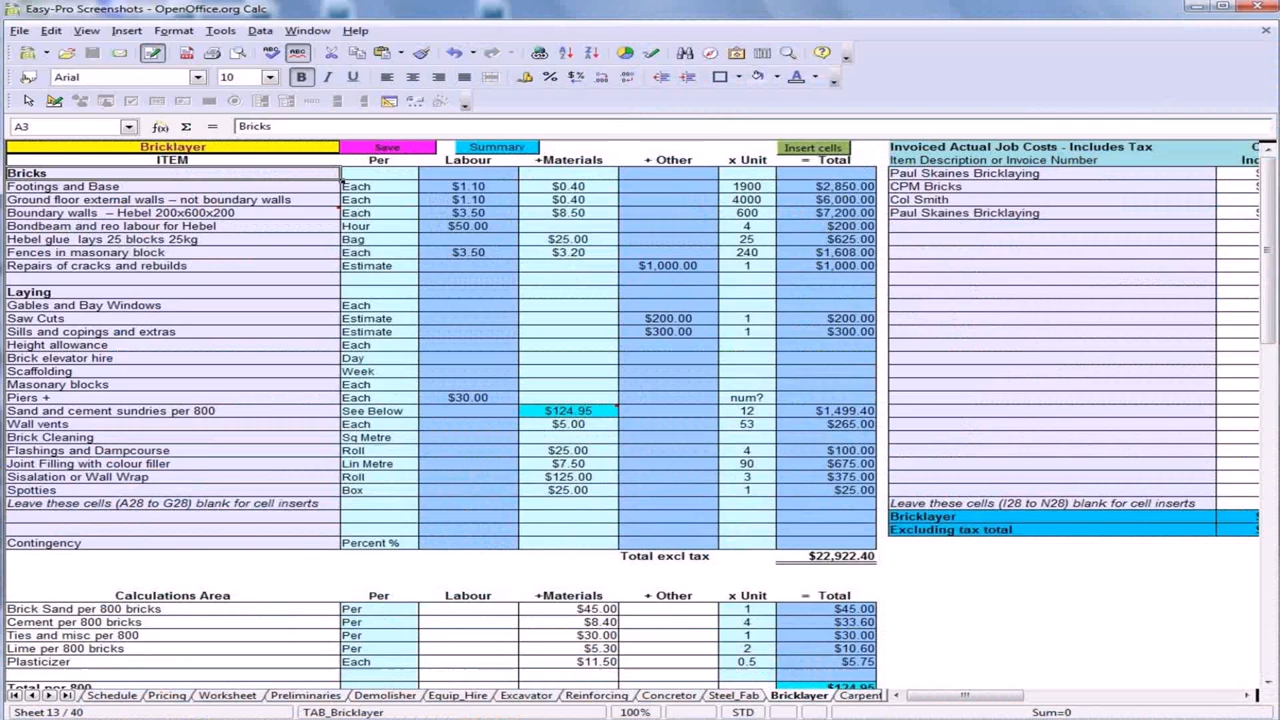 Easy-Pro Screenshots - OpenOffice.org Calc
File Edit View Insert Format Tools Data Window Help
Arial 10
A3 Bricks
Bricklayer Save Summary Insert cells Invoiced Actual Job Costs - Includes Tax
ITEM Per Labour +Materials + Other x Unit = Total Item Description or Invoice Number
Bricks Paul Skaines Bricklaying
Footings and Base Each $1.10 $0.40 1900 $2,850.00 CPM Bricks
Ground floor external walls – not boundary walls Each $1.10 $0.40 4000 $6,000.00 Col Smith
Boundary walls – Hebel 200x600x200 Each $3.50 $8.50 600 $7,200.00 Paul Skaines Bricklaying
Bondbeam and reo labour for Hebel Hour $50.00 4 $200.00
Hebel glue lays 25 blocks 25kg Bag $25.00 25 $625.00
Fences in masonary block Each $3.50 $3.20 240 $1,608.00
Repairs of cracks and rebuilds Estimate $1,000.00 1 $1,000.00
Laying
Gables and Bay Windows Each
Saw Cuts Estimate $200.00 1 $200.00
Sills and copings and extras Estimate $300.00 1 $300.00
Height allowance Each
Brick elevator hire Day
Scaffolding Week
Masonary blocks Each
Piers + Each $30.00 num?
Sand and cement sundries per 800 See Below $124.95 12 $1,499.40
Wall vents Each $5.00 53 $265.00
Brick Cleaning Sq Metre
Flashings and Dampcourse Roll $25.00 4 $100.00
Joint Filling with colour filler Lin Metre $7.50 90 $675.00
Sisalation or Wall Wrap Roll $125.00 3 $375.00
Spotties Box $25.00 1 $25.00
Leave these cells (A28 to G28) blank for cell inserts Leave these cells (I28 to N28) blank for cell inserts
Bricklayer
Excluding tax total
Contingency Percent %
Total excl tax $22,922.40
Calculations Area Per Labour +Materials + Other x Unit = Total
Brick Sand per 800 bricks Per $45.00 1 $45.00
Cement per 800 bricks Per $8.40 4 $33.60
Ties and misc per 800 Per $30.00 1 $30.00
Lime per 800 bricks Per $5.30 2 $10.60
Plasticizer Each $11.50 0.5 $5.75
Total per 800 $124.95
Schedule Pricing Worksheet Preliminaries Demolisher Equip_Hire Excavator Reinforcing Concretor Steel_Fab Bricklayer Carpent
Sheet 13 / 40 TAB_Bricklayer 100% STD Sum=0